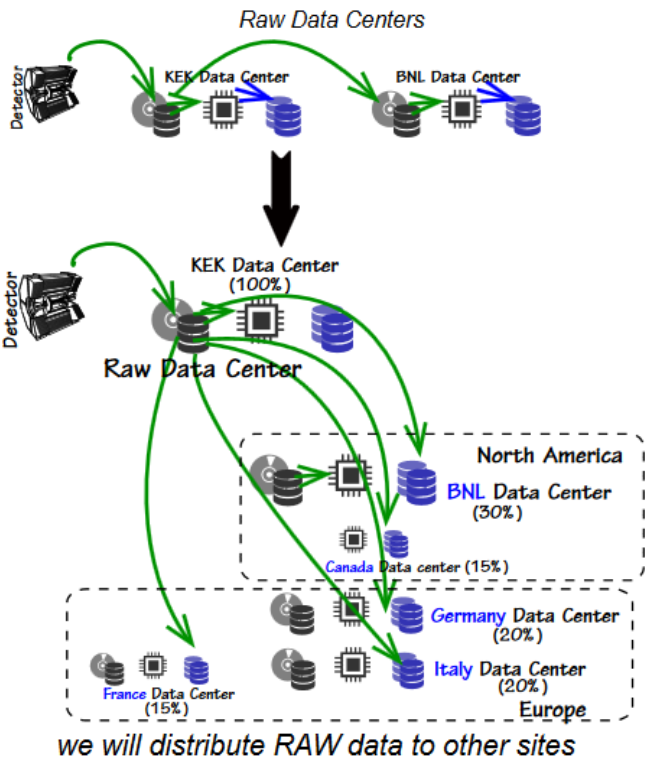 Raw Data Centers
Detector
KEK Data Center
BNL Data Center
Detector
KEK Data Center
(100%)
Raw Data Center
North America
BNL Data Center
(30%)
Canada Data center (15%)
Germany Data Center
(20%)
Italy Data Center
(20%)
France Data Center
(15%)
Europe
we will distribute RAW data to other sites